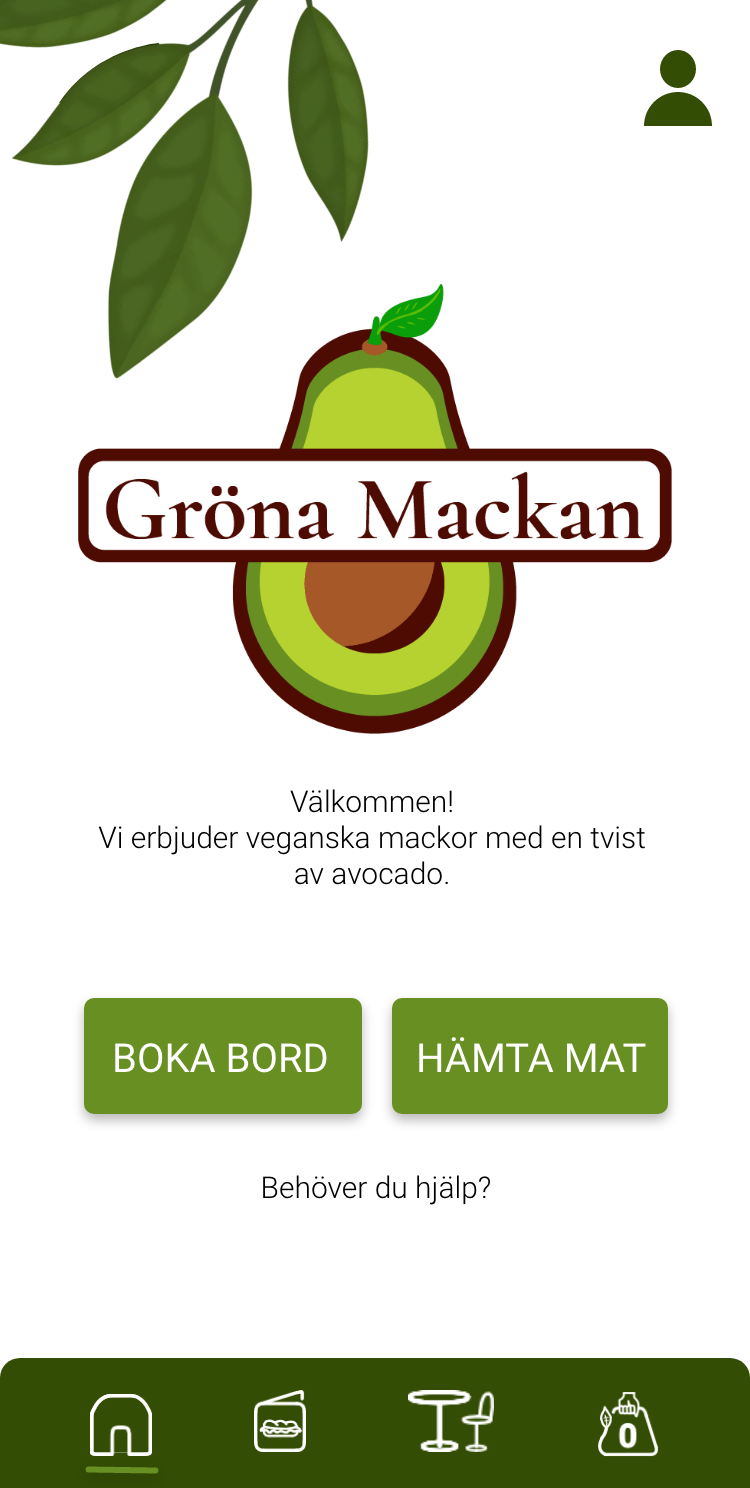 Gröna Mackan
Välkommen!
Vi erbjuder veganska mackor med en tvist
av avocado.
BOKA BORD
HÄMTA MAT
Behöver du hjälp?
0